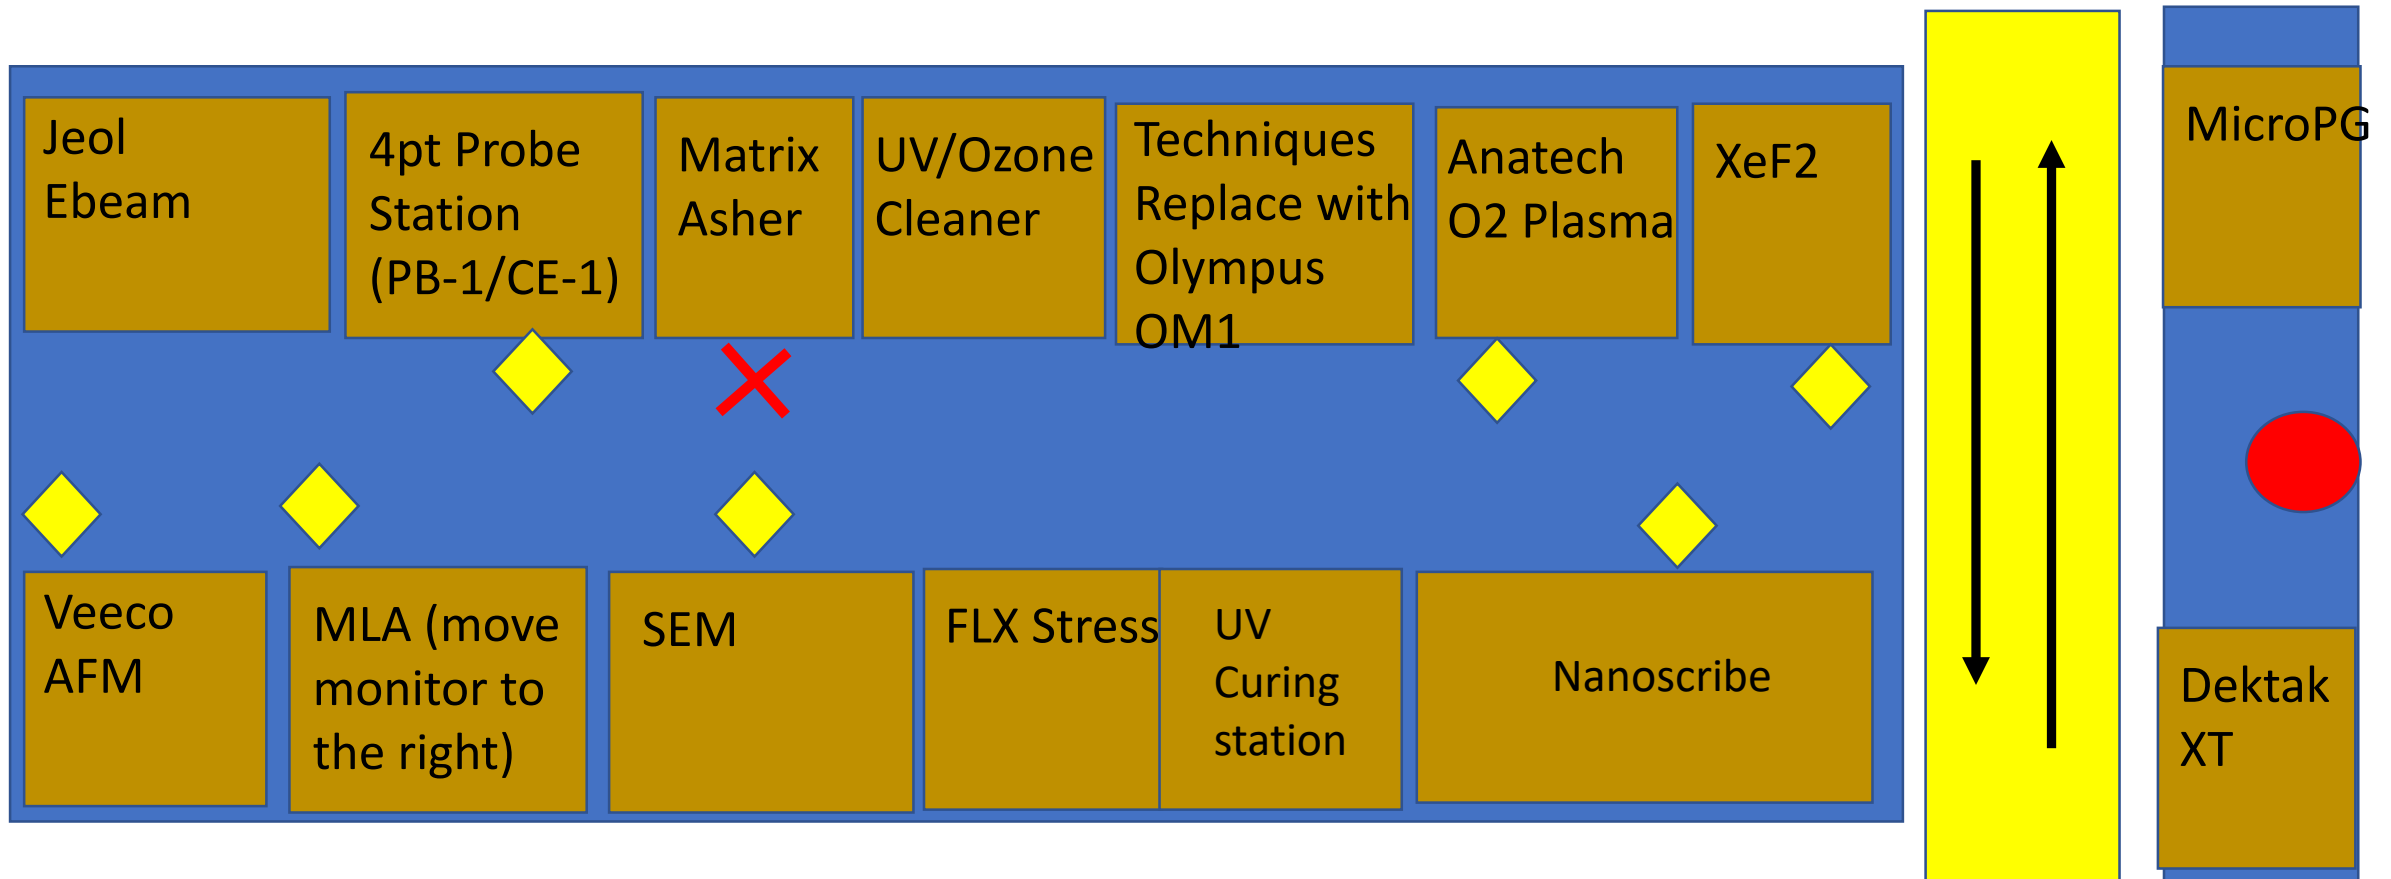 Jeol
Ebeam
4pt Probe
Station
(PB-1/CE-1)
Matrix
Asher
UV/Ozone
Cleaner
Techniques
Replace with
Olympus
OM1
Anatech
O2 Plasma
XeF2
MicroPG
Veeco
AFM
MLA (move
monitor to
the right)
SEM
FLX Stress
UV
Curing
station
Nanoscribe
Dektak
XT